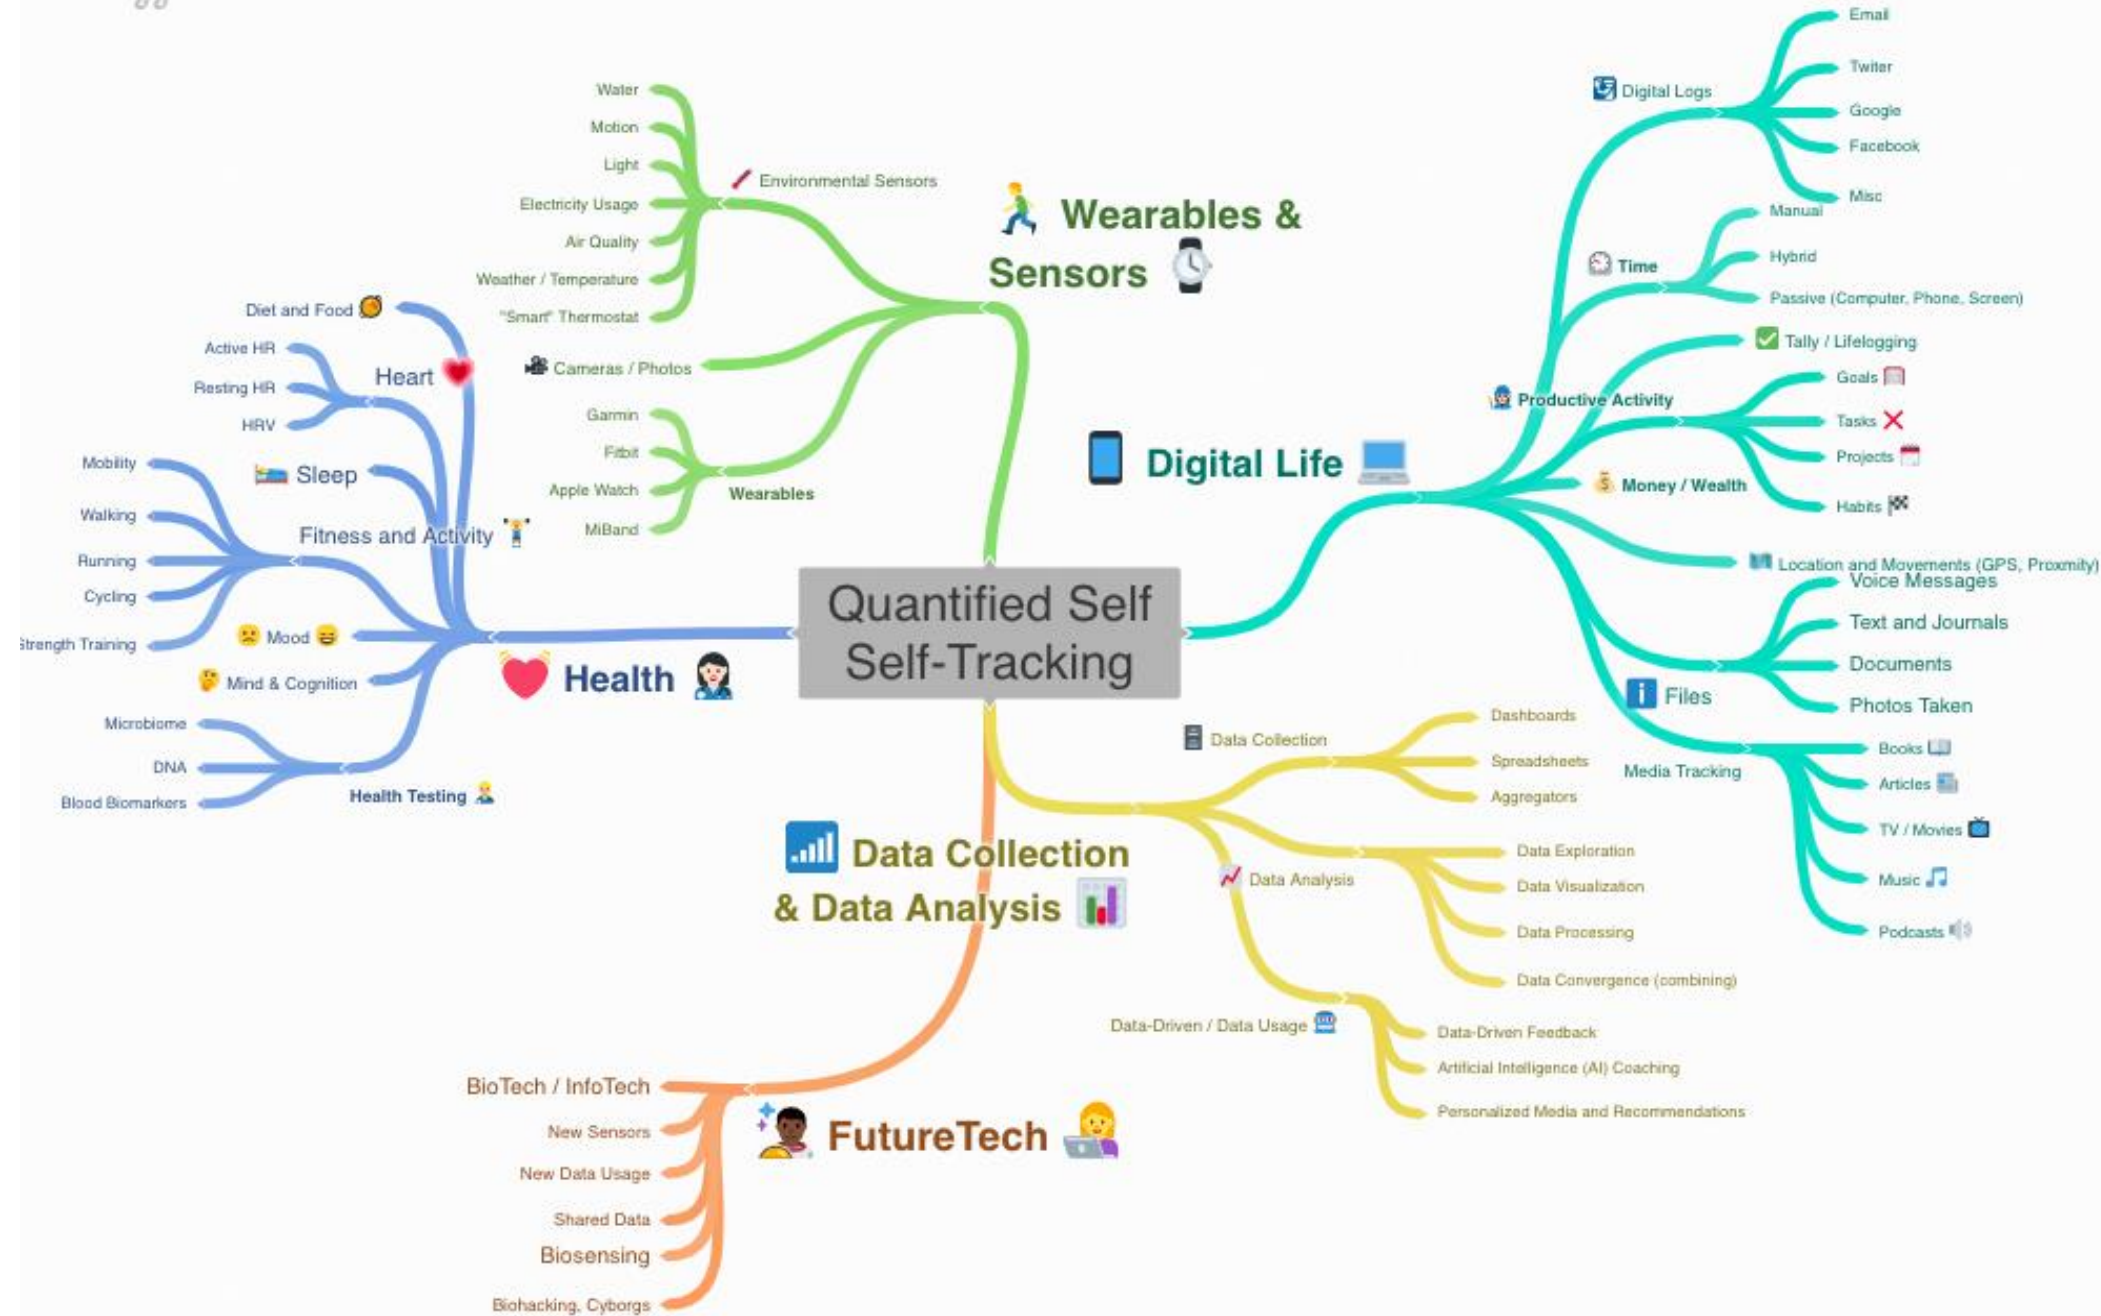 Quantified Self
Self-Tracking
Wearables &
Sensors
Environmental Sensors
Water
Motion
Light
Electricity Usage
Air Quality
Weather / Temperature
"Smart" Thermostat
Cameras / Photos
Wearables
Garmin
Fitbit
Apple Watch
MiBand
Health
Diet and Food
Heart
Active HR
Resting HR
HRV
Sleep
Fitness and Activity
Mobility
Walking
Running
Cycling
Strength Training
Mood
Mind & Cognition
Health Testing
Microbiome
DNA
Blood Biomarkers
Digital Life
Digital Logs
Email
Twiter
Google
Facebook
Misc
Time
Manual
Hybrid
Passive (Computer, Phone, Screen)
Tally / Lifelogging
Productive Activity
Goals
Tasks
Projects
Habits
Money / Wealth
Location and Movements (GPS, Proxmity)
Files
Voice Messages
Text and Journals
Documents
Photos Taken
Media Tracking
Books
Articles
TV / Movies
Music
Podcasts
Data Collection
& Data Analysis
Data Collection
Dashboards
Spreadsheets
Aggregators
Data Analysis
Data Exploration
Data Visualization
Data Processing
Data Convergence (combining)
Data-Driven / Data Usage
Data-Driven Feedback
Artificial Intelligence (AI) Coaching
Personalized Media and Recommendations
FutureTech
BioTech / InfoTech
New Sensors
New Data Usage
Shared Data
Biosensing
Biohacking, Cyborgs